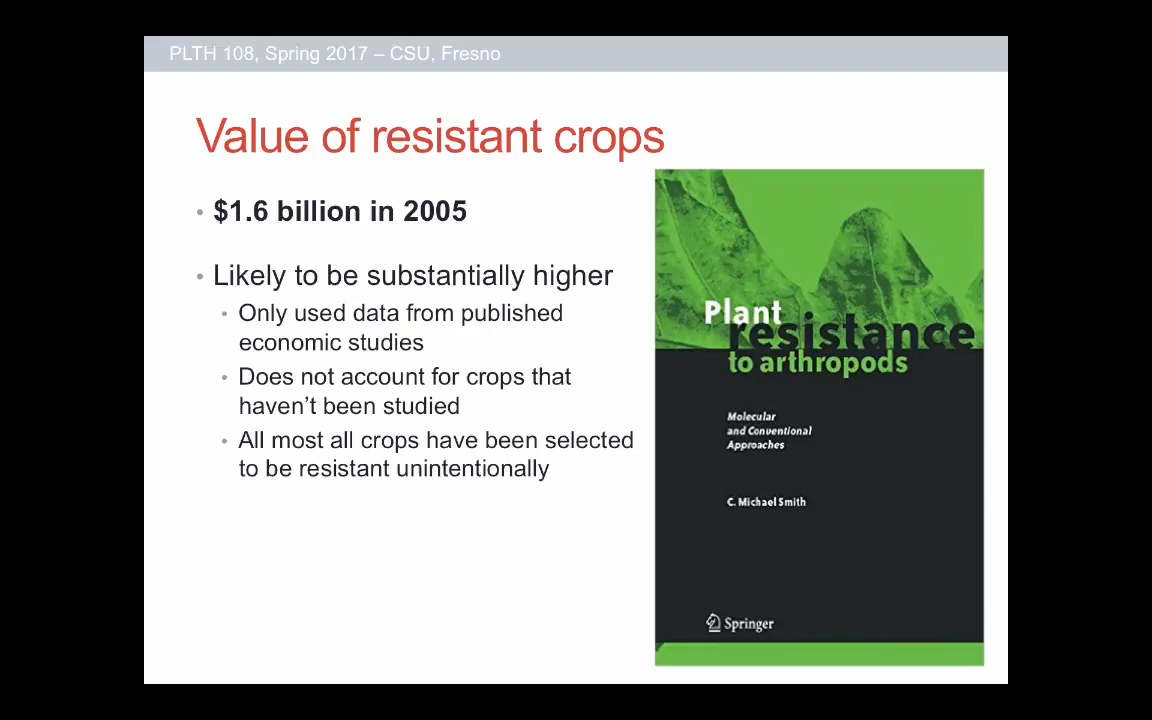 PLTH 108, Spring 2017 – CSU, Fresno
Value of resistant crops
• $1.6 billion in 2005
• Likely to be substantially higher
• Only used data from published
economic studies
• Does not account for crops that
haven't been studied
• All most all crops have been selected
to be resistant unintentionally
Plant
resistance
to arthropods
Molecular
and Conventional
Approaches
C. Michael Smith
Springer